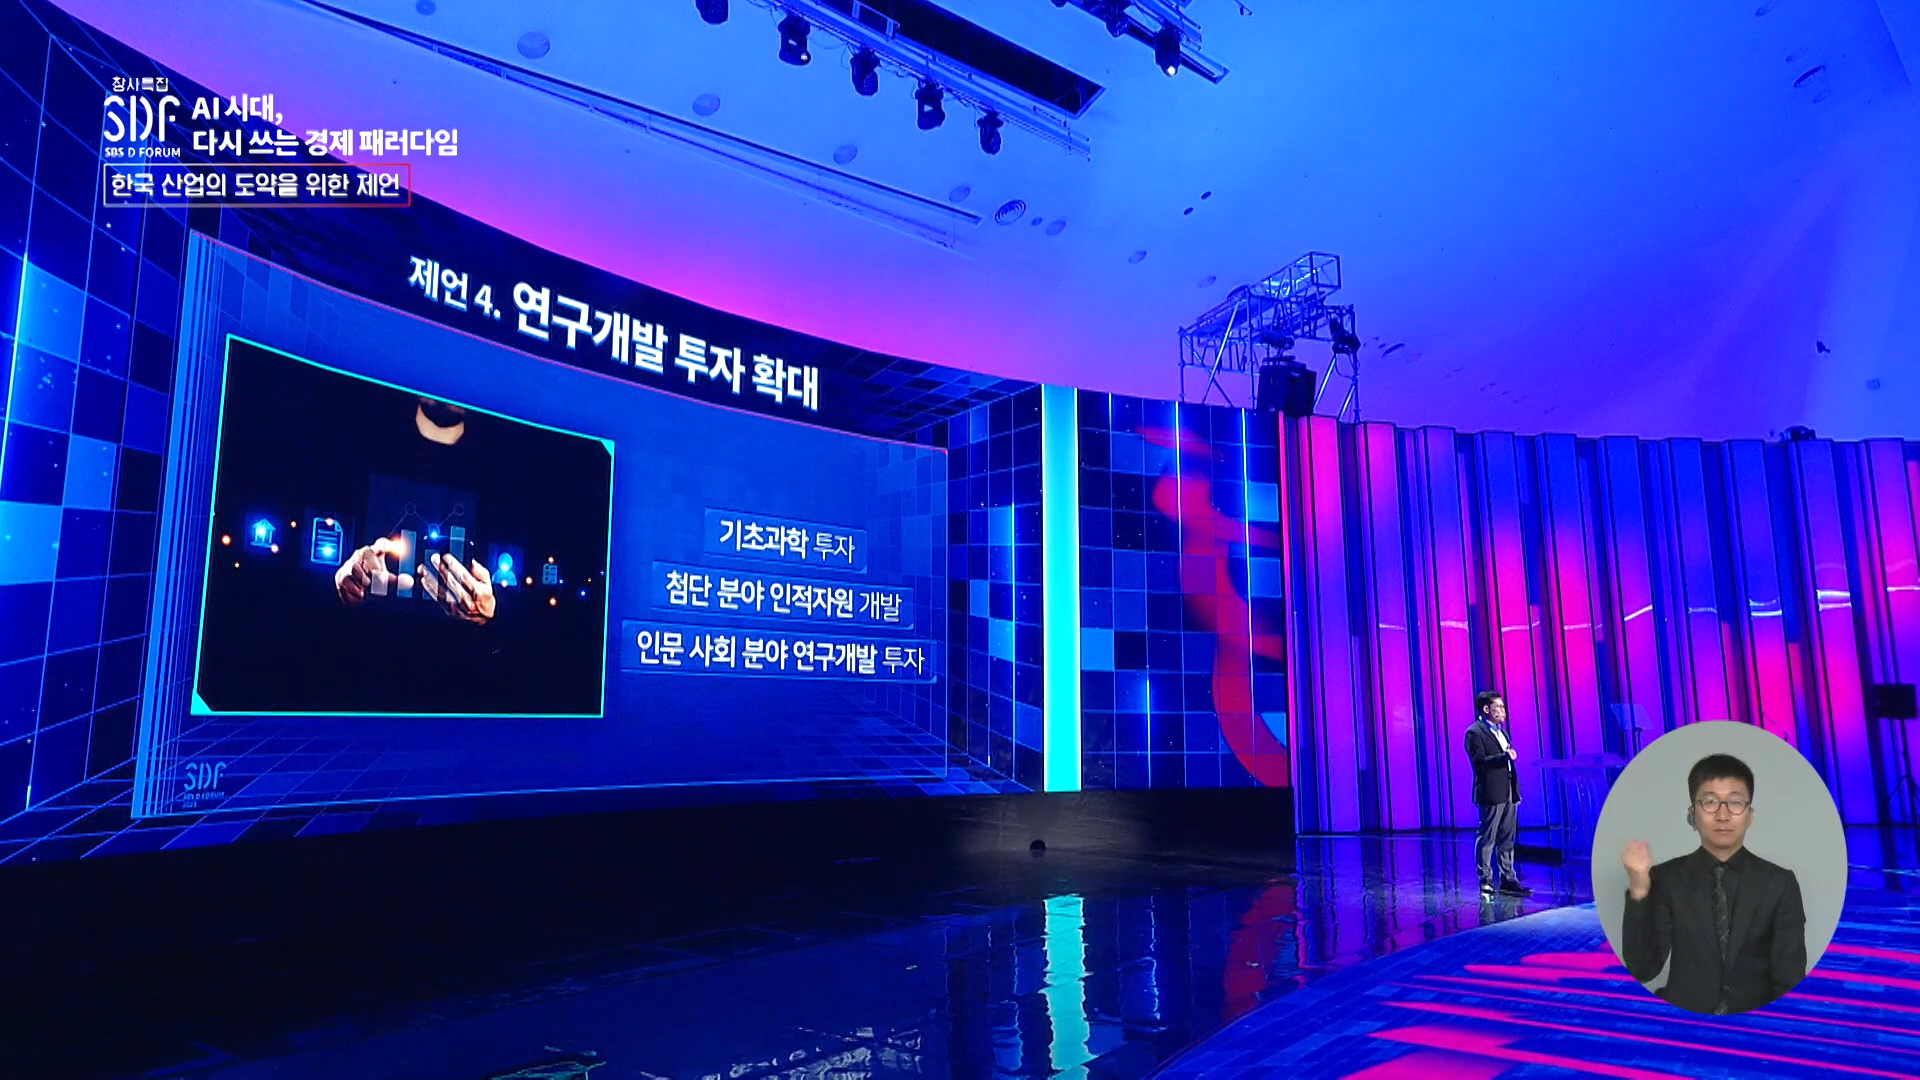 창사특집
SDF
SBS D FORUM
AI 시대,
다시 쓰는 경제 패러다임
한국 산업의 도약을 위한 제언
제언 4. 연구개발 투자 확대
기초과학 투자
첨단 분야 인적자원 개발
인문 사회 분야 연구개발 투자
SDF
SBS D FORUM